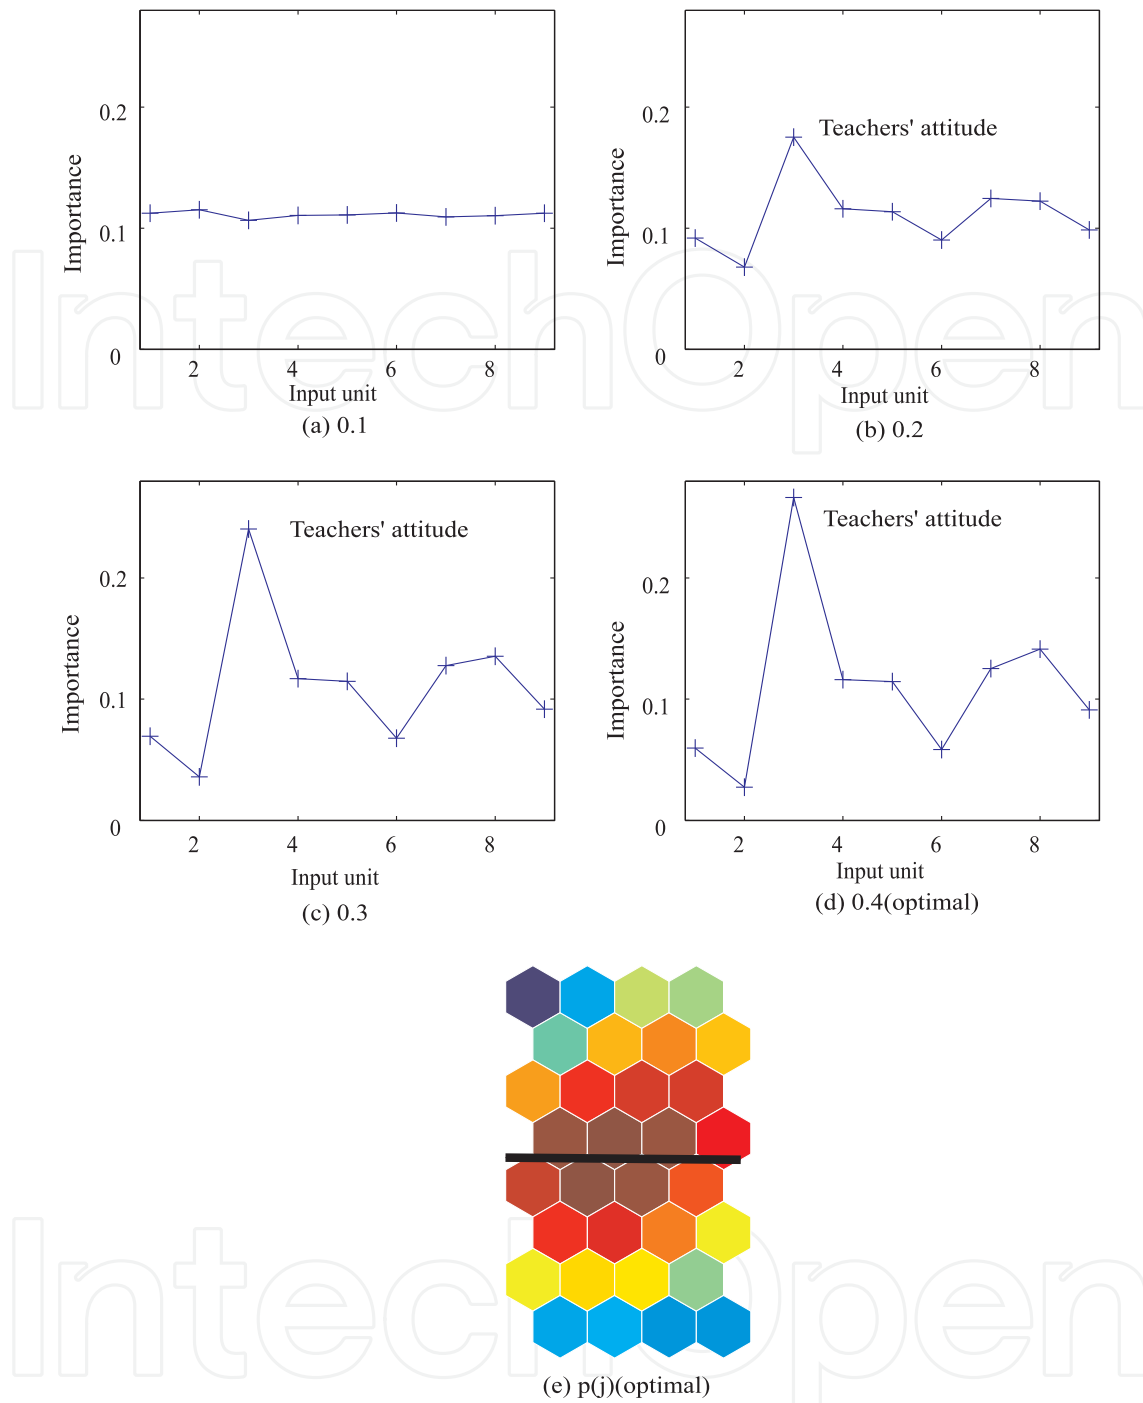 0.2
0.1
0
Importance
2 4 6 8
Input unit
(a) 0.1
0.2
0.1
0
Importance
Teachers' attitude
2 4 6 8
Input unit
(b) 0.2
0.2
0.1
0
Importance
Teachers' attitude
2 4 6 8
Input unit
(c) 0.3
0.2
0.1
0
Importance
Teachers' attitude
2 4 6 8
Input unit
(d) 0.4(optimal)
(e) p(j)(optimal)
IntechOpen
IntechOpen